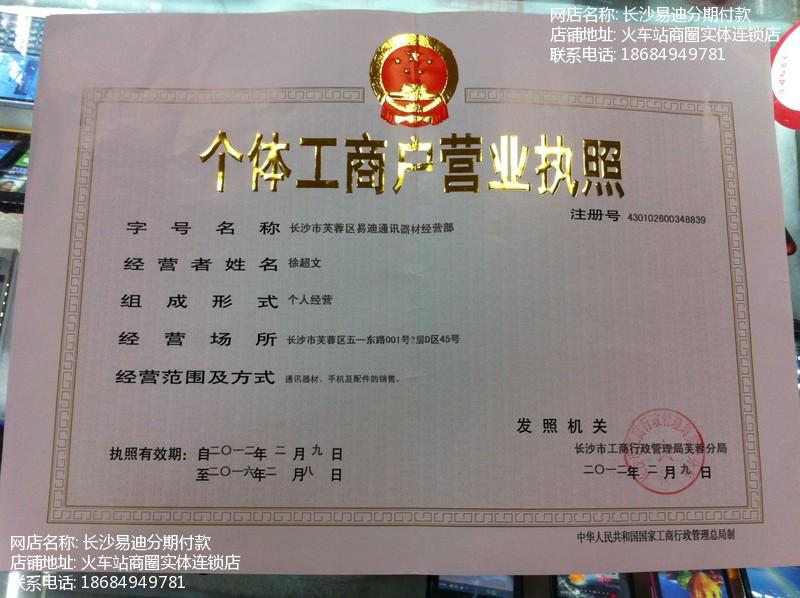 网店名称: 长沙易迪分期付款
店铺地址: 火车站商圈实体连锁店
联系电话: 18684949781
个体工商户营业执照
注册号 430102600348839
字号名称 长沙市芙蓉区易迪通讯器材经营部
经营者姓名 徐超文
组成形式 个人经营
经营场所 长沙市芙蓉区五一东路001号2层D区45号
经营范围及方式 通讯器材、手机及配件的销售。
发照机关
长沙市工商行政管理局芙蓉分局
执照有效期: 自二〇一二年 二 月 九 日
至二〇一六年二 月八 日
二〇一二年 二 月 九 日
中华人民共和国国家工商行政管理总局制
网店名称: 长沙易迪分期付款
店铺地址: 火车站商圈实体连锁店
联系电话: 18684949781